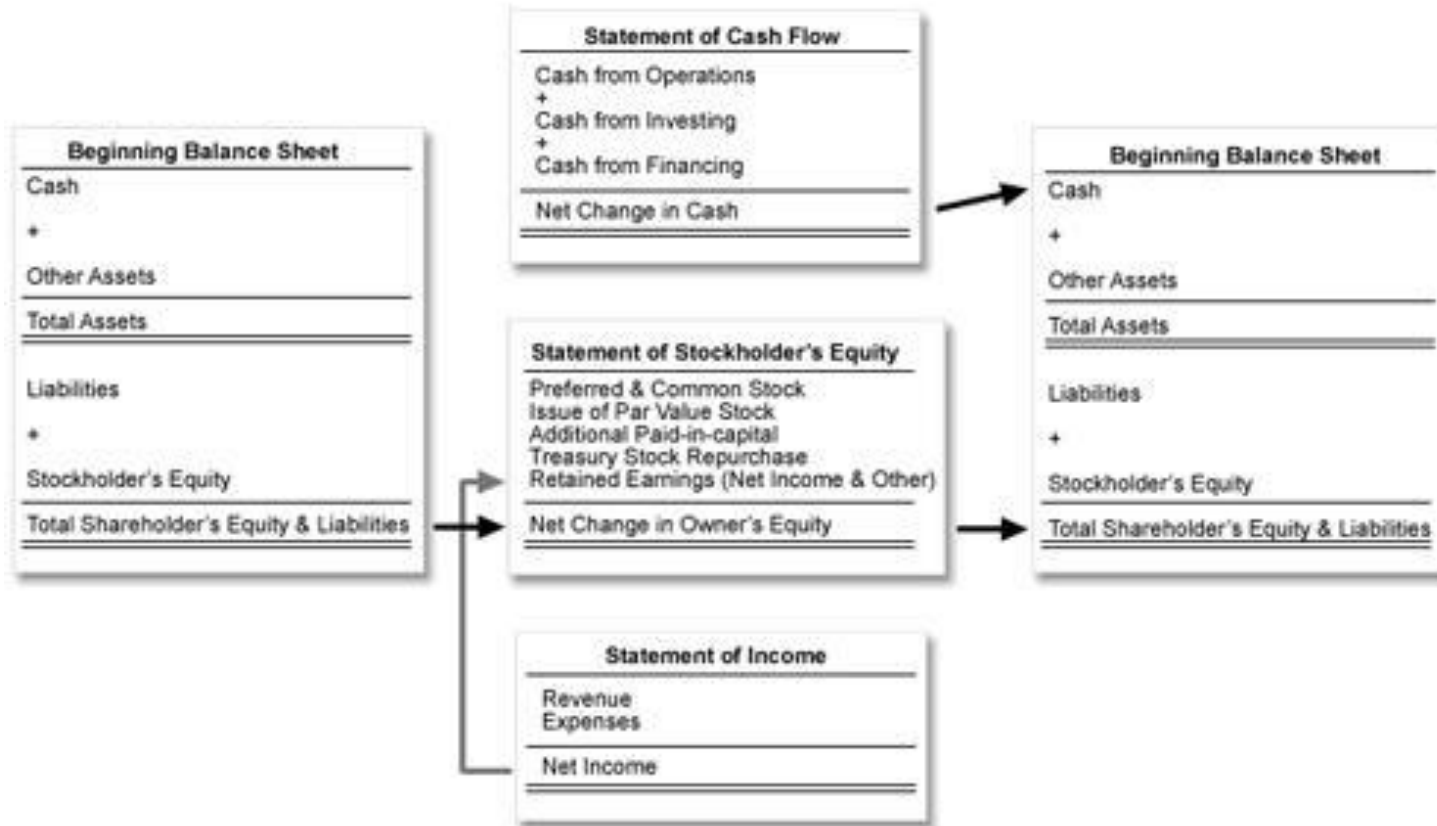 Beginning Balance Sheet
Cash
+
Other Assets
Total Assets
Liabilities
+
Stockholder's Equity
Total Shareholder's Equity & Liabilities
Statement of Cash Flow
Cash from Operations
+
Cash from Investing
+
Cash from Financing
Net Change in Cash
Statement of Stockholder's Equity
Preferred & Common Stock
Issue of Par Value Stock
Additional Paid-in-capital
Treasury Stock Repurchase
Retained Earnings (Net Income & Other)
Net Change in Owner's Equity
Statement of Income
Revenue
Expenses
Net Income
Beginning Balance Sheet
Cash
+
Other Assets
Total Assets
Liabilities
+
Stockholder's Equity
Total Shareholder's Equity & Liabilities